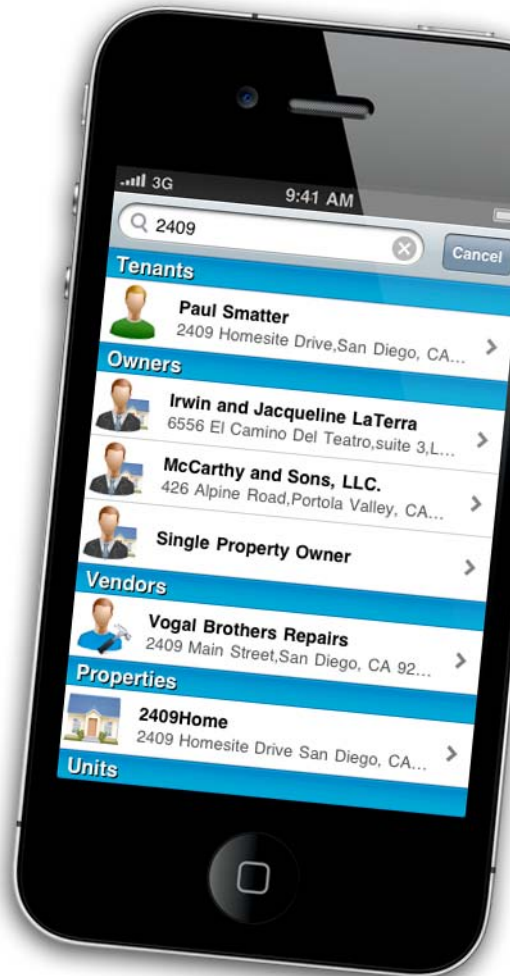 3G
9:41 AM
2409
Cancel
Tenants
Paul Smatter
2409 Homesite Drive,San Diego, CA...
Owners
Irwin and Jacqueline LaTerra
6556 El Camino Del Teatro,suite 3,L...
McCarthy and Sons, LLC.
426 Alpine Road,Portola Valley, CA...
Single Property Owner
Vendors
Vogal Brothers Repairs
2409 Main Street,San Diego, CA 92...
Properties
2409Home
2409 Homesite Drive San Diego, CA...
Units